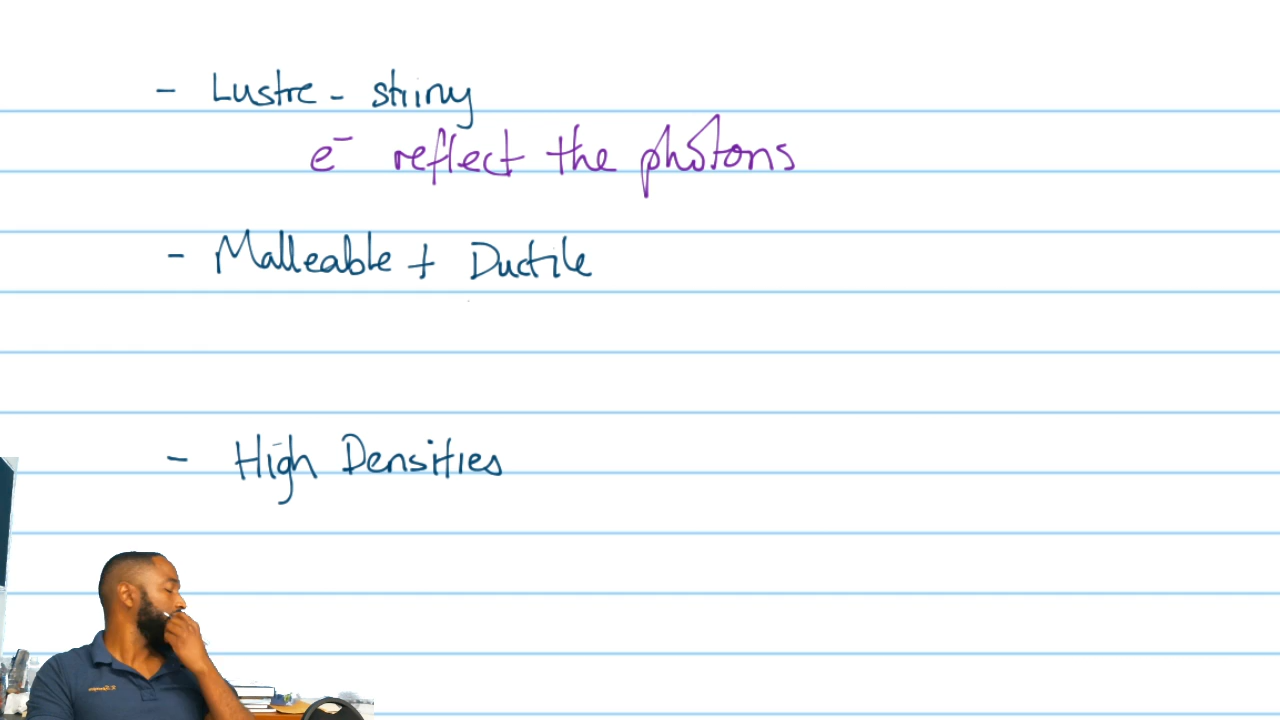 - Lustre - shiny
e⁻ reflect the photons
- Malleable + Ductile
- High Densities